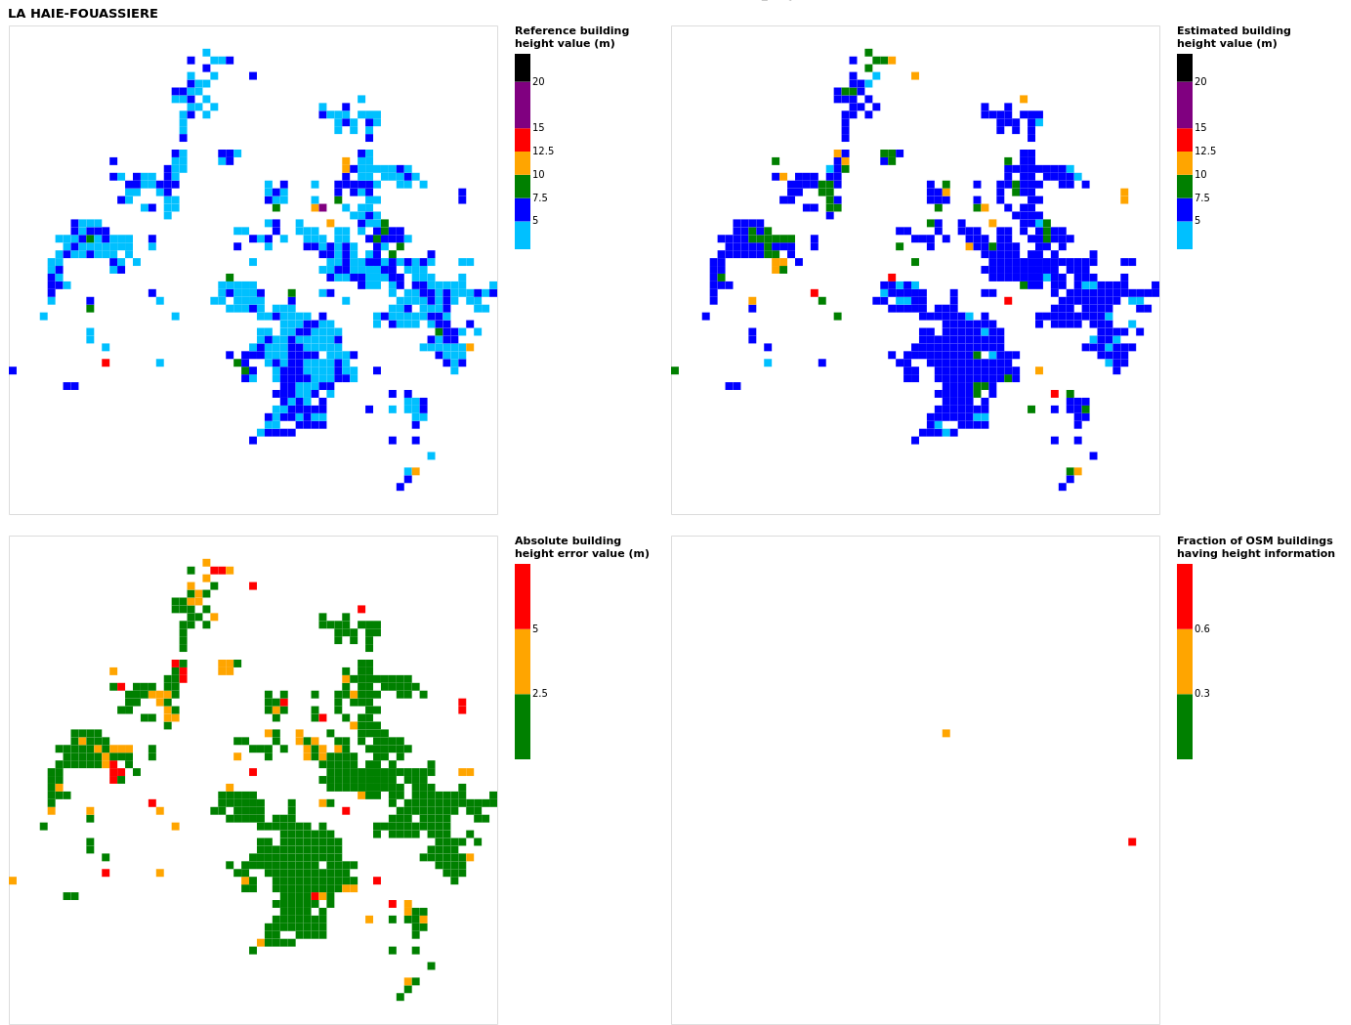 LA HAIE-FOUASSIERE
Reference building
height value (m)
20
15
12.5
10
7.5
5
Estimated building
height value (m)
20
15
12.5
10
7.5
5
Absolute building
height error value (m)
5
2.5
Fraction of OSM buildings
having height information
0.6
0.3